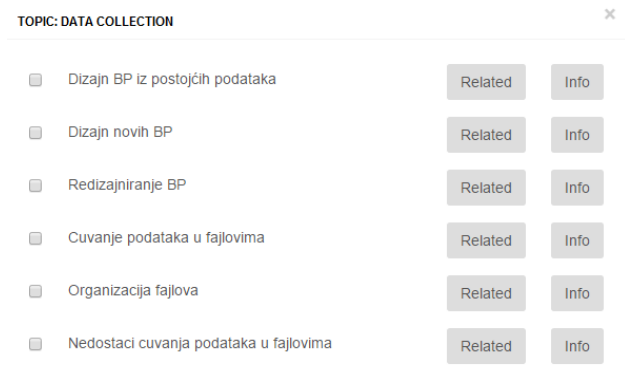 TOPIC: DATA COLLECTION ×
Dizajn BP iz postojćih podataka Related Info
Dizajn novih BP Related Info
Redizajniranje BP Related Info
Cuvanje podataka u fajlovima Related Info
Organizacija fajlova Related Info
Nedostaci cuvanja podataka u fajlovima Related Info